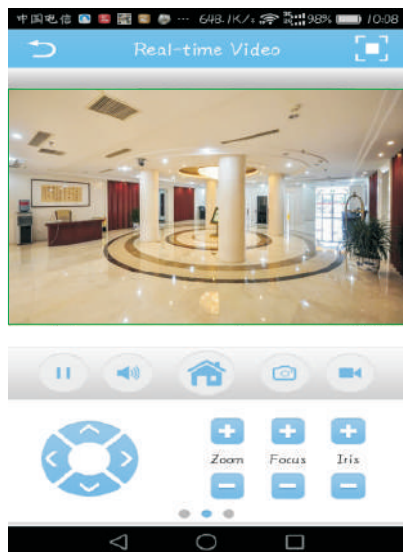 中国电信 ... 648.1K/s 98% 10:08
Real-time Video
Zoom Focus Iris